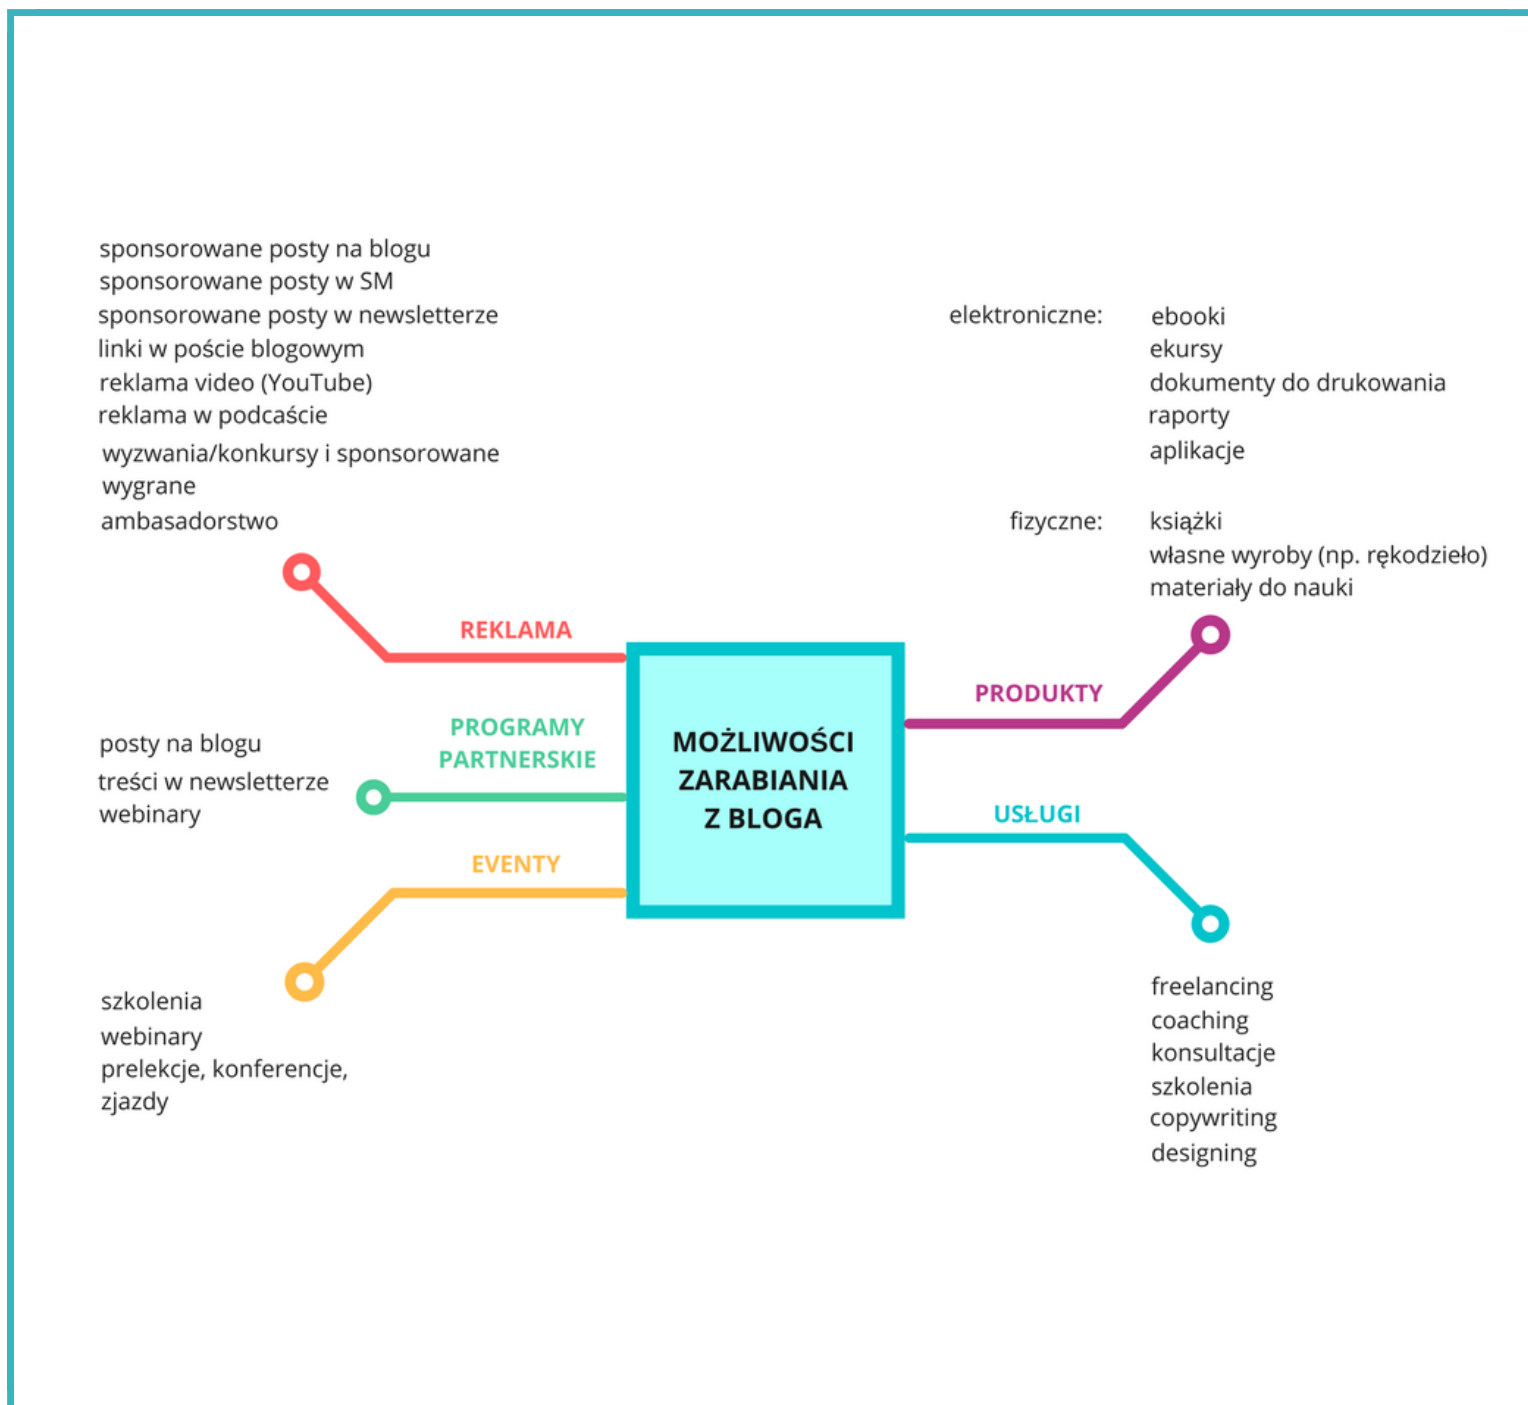 sponsorowane posty na blogu
sponsorowane posty w SM
sponsorowane posty w newsletterze
linki w poście blogowym
reklama video (YouTube)
reklama w podcaście
wyzwania/konkursy i sponsorowane
wygrane
ambasadorstwo
REKLAMA
PROGRAMY
PARTNERSKIE
posty na blogu
treści w newsletterze
webinary
EVENTY
szkolenia
webinary
prelekcje, konferencje,
zjazdy
MOŻLIWOŚCI
ZARABIANIA
Z BLOGA
elektroniczne: ebooki
ekursy
dokumenty do drukowania
raporty
aplikacje
fizyczne: książki
własne wyroby (np. rękodzieło)
materiały do nauki
PRODUKTY
USŁUGI
freelancing
coaching
konsultacje
szkolenia
copywriting
designing